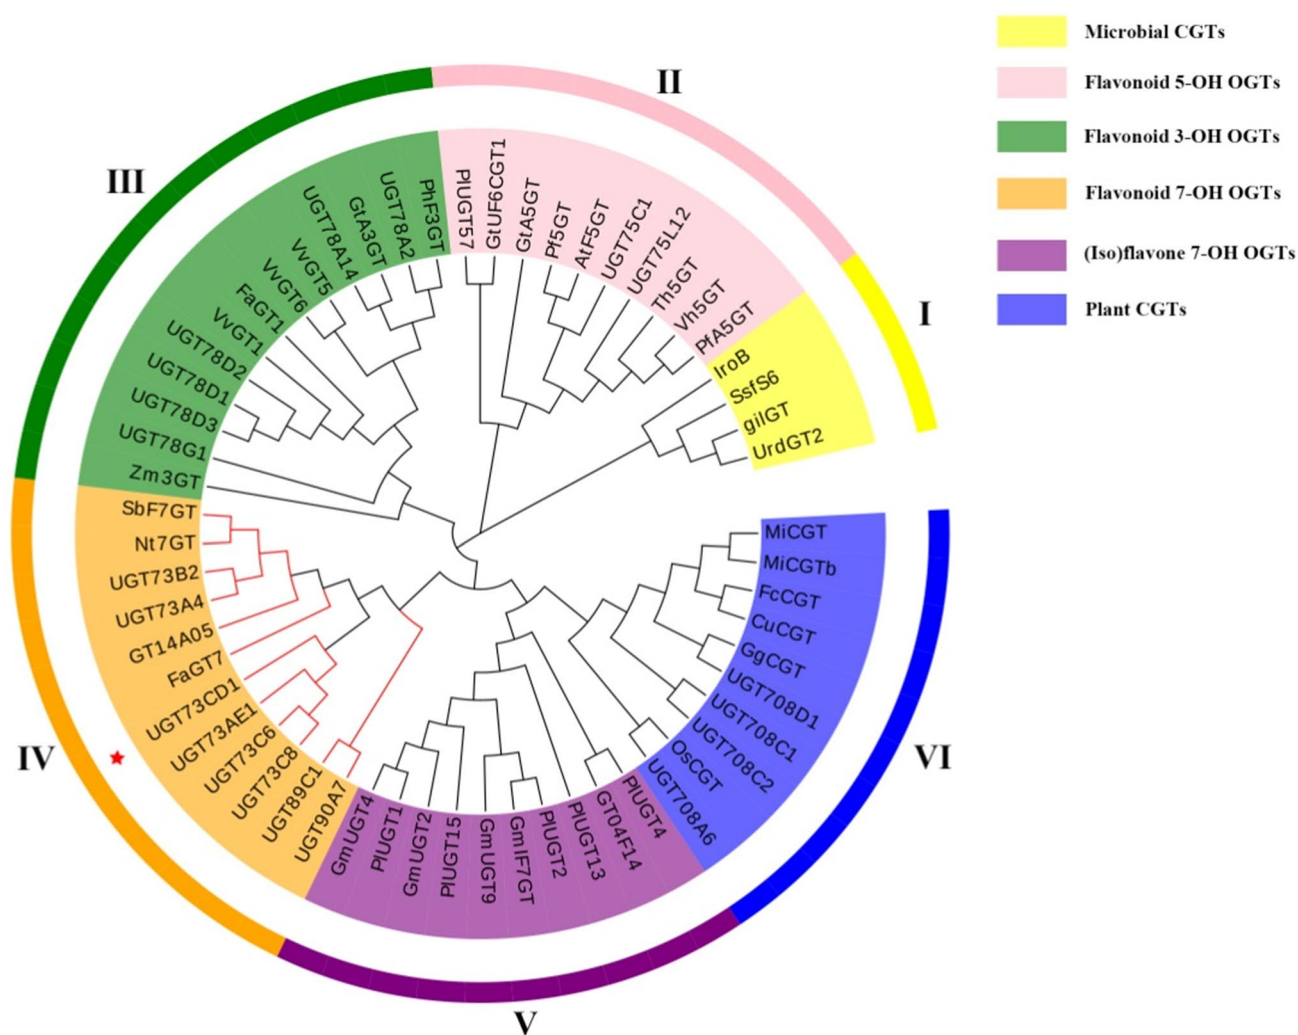 II
Microbial CGTs
Flavonoid 5-OH OGTs
Flavonoid 3-OH OGTs
Flavonoid 7-OH OGTs
(Iso)flavone 7-OH OGTs
Plant CGTs
III
I
IV
VI
V
PlUGT57
GtUF6CGT1
GtA5GT
Pf5GT
AtF5GT
UGT75C1
UGT75L12
Th5GT
Vh5GT
PfA5GT
IroB
SsfS6
gilGT
UrdGT2
MiCGT
MiCGTb
FcCGT
CuCGT
GgCGT
UGT708D1
UGT708C1
UGT708C2
OsCGT
UGT708A6
PlUGT4
GT04F14
PlUGT13
PlUGT2
GmIF7GT
GmUGT9
PlUGT15
GmUGT2
PlUGT1
GmUGT4
UGT90A7
UGT89C1
UGT73C8
UGT73C6
UGT73AE1
UGT73CD1
FaGT7
GT14A05
UGT73A4
UGT73B2
Nt7GT
SbF7GT
Zm3GT
UGT78G1
UGT78D3
UGT78D1
UGT78D2
VvGT1
FaGT1
VvGT6
VvGT5
UGT78A14
GtA3GT
UGT78A2
PhF3GT